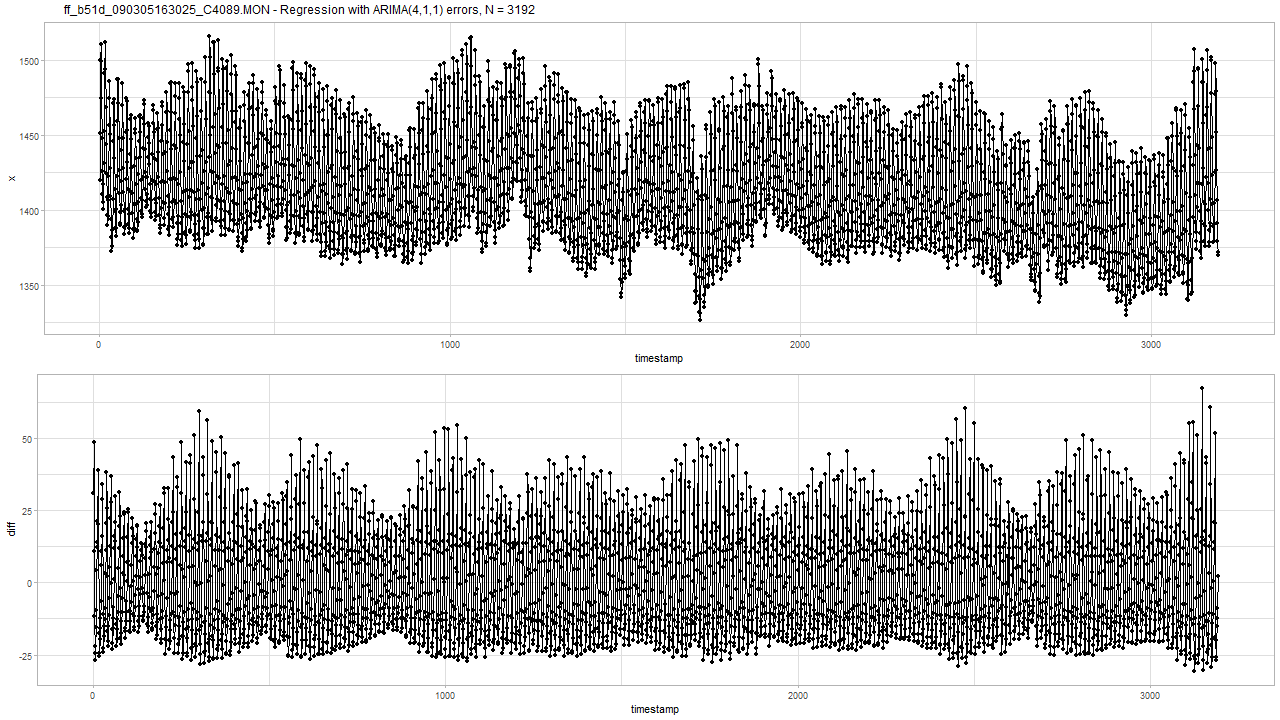 ff_b51d_090305163025_C4089.MON - Regression with ARIMA(4,1,1) errors, N = 3192
1500
1450
x
1400
1350
0 1000 2000 3000
timestamp
50
25
diff
0
-25
0 1000 2000 3000
timestamp